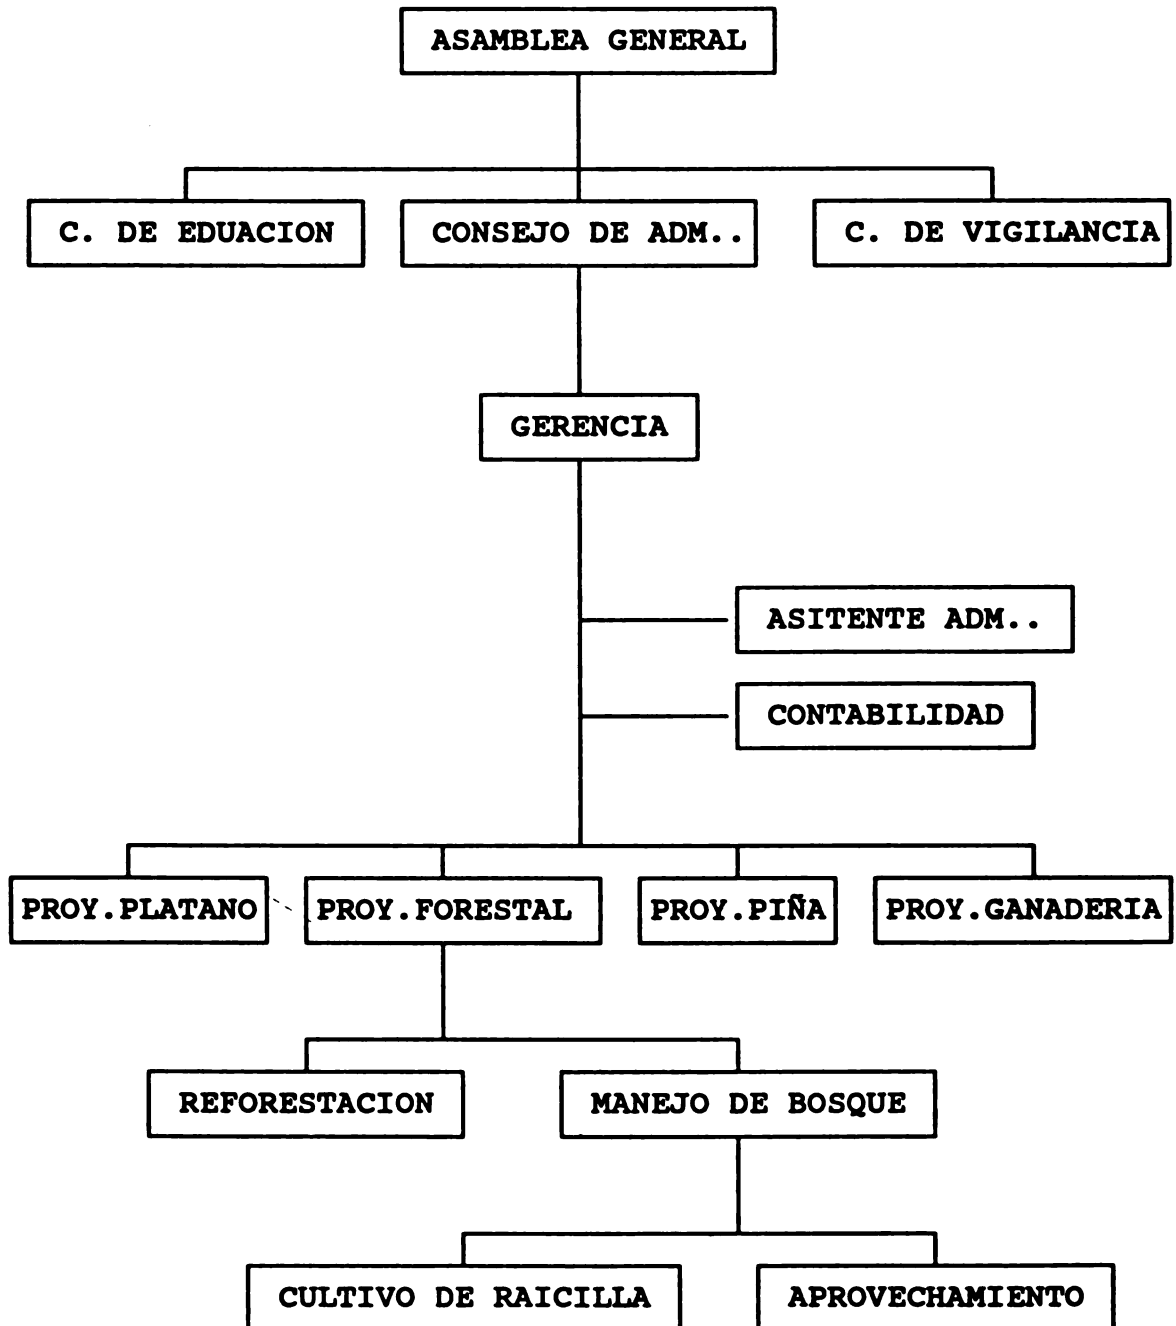 ASAMBLEA GENERAL
C. DE EDUACION
CONSEJO DE ADM..
C. DE VIGILANCIA
GERENCIA
ASITENTE ADM..
CONTABILIDAD
PROY.PLATANO
PROY.FORESTAL
PROY.PIÑA
PROY.GANADERIA
REFORESTACION
MANEJO DE BOSQUE
CULTIVO DE RAICILLA
APROVECHAMIENTO